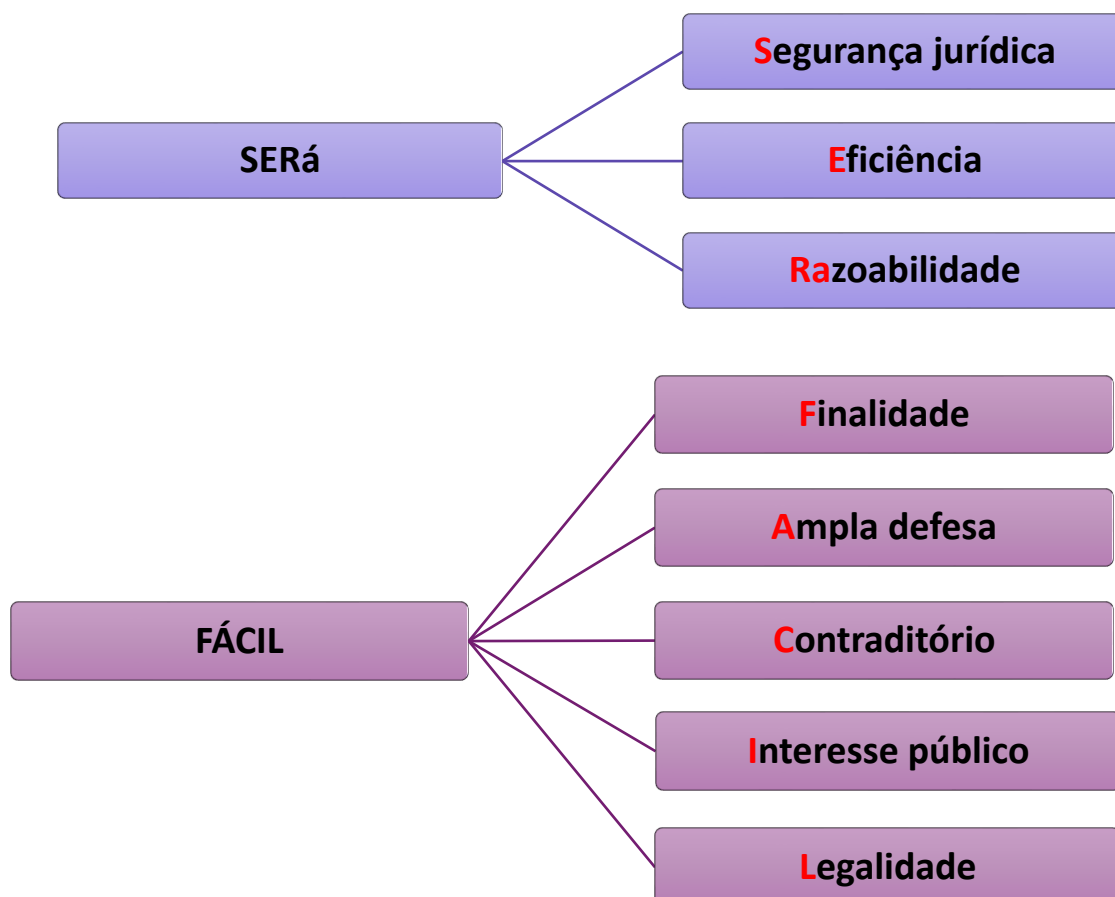 SERá
Segurança jurídica
Eficiência
Razoabilidade
FÁCIL
Finalidade
Ampla defesa
Contraditório
Interesse público
Legalidade